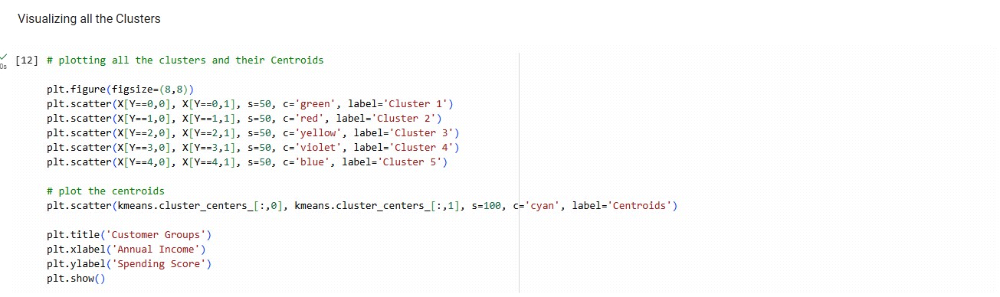 Visualizing all the Clusters
[12] # plotting all the clusters and their Centroids
0s
plt.figure(figsize=(8,8))
plt.scatter(X[Y==0,0], X[Y==0,1], s=50, c='green', label='Cluster 1')
plt.scatter(X[Y==1,0], X[Y==1,1], s=50, c='red', label='Cluster 2')
plt.scatter(X[Y==2,0], X[Y==2,1], s=50, c='yellow', label='Cluster 3')
plt.scatter(X[Y==3,0], X[Y==3,1], s=50, c='violet', label='Cluster 4')
plt.scatter(X[Y==4,0], X[Y==4,1], s=50, c='blue', label='Cluster 5')
# plot the centroids
plt.scatter(kmeans.cluster_centers_[:,0], kmeans.cluster_centers_[:,1], s=100, c='cyan', label='Centroids')
plt.title('Customer Groups')
plt.xlabel('Annual Income')
plt.ylabel('Spending Score')
plt.show()